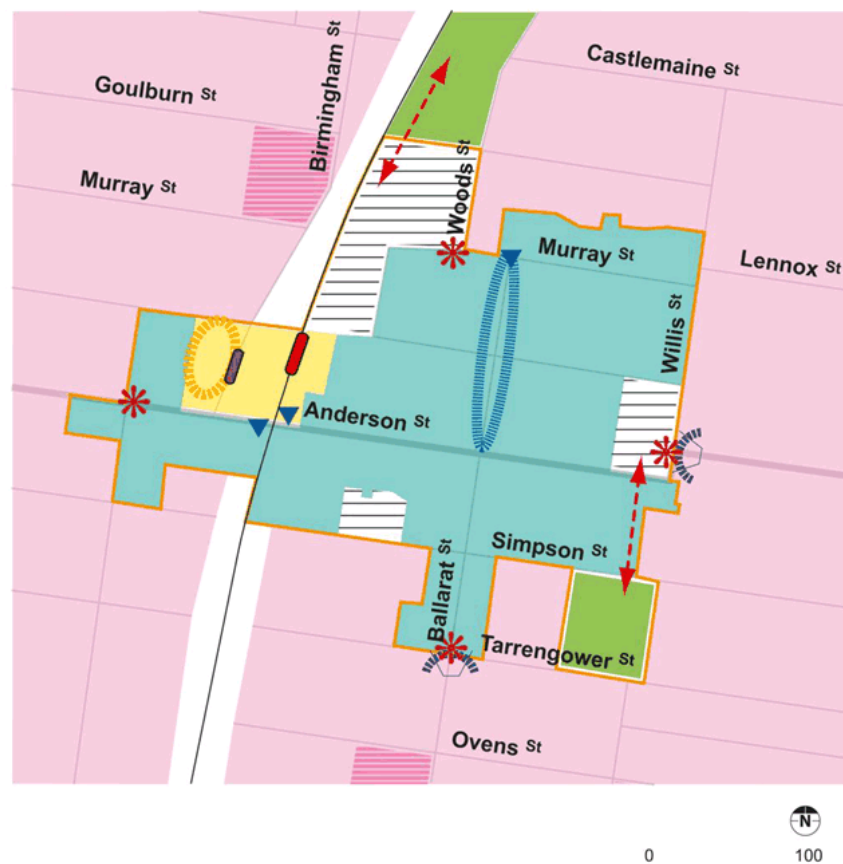 Castlemaine St
Birmingham St
Goulburn St
Murray St
Woods St
Murray St
Lennox St
Willis St
Anderson St
Simpson St
Ballarat St
Tarrengower St
Ovens St
N
0 100